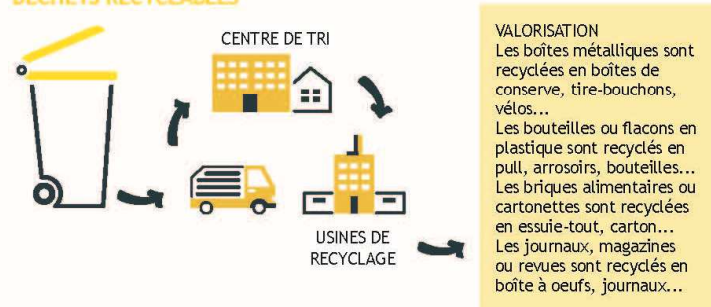 DÉCHETS RECYCLABLES
CENTRE DE TRI
USINES DE
RECYCLAGE
VALORISATION
Les boîtes métalliques sont
recyclées en boîtes de
conserve, tire-bouchons,
vélos...
Les bouteilles ou flacons en
plastique sont recyclés en
pull, arrosoirs, bouteilles...
Les briques alimentaires ou
cartonettes sont recyclées
en essuie-tout, carton...
Les journaux, magazines
ou revues sont recyclés en
boîte à oeufs, journaux...